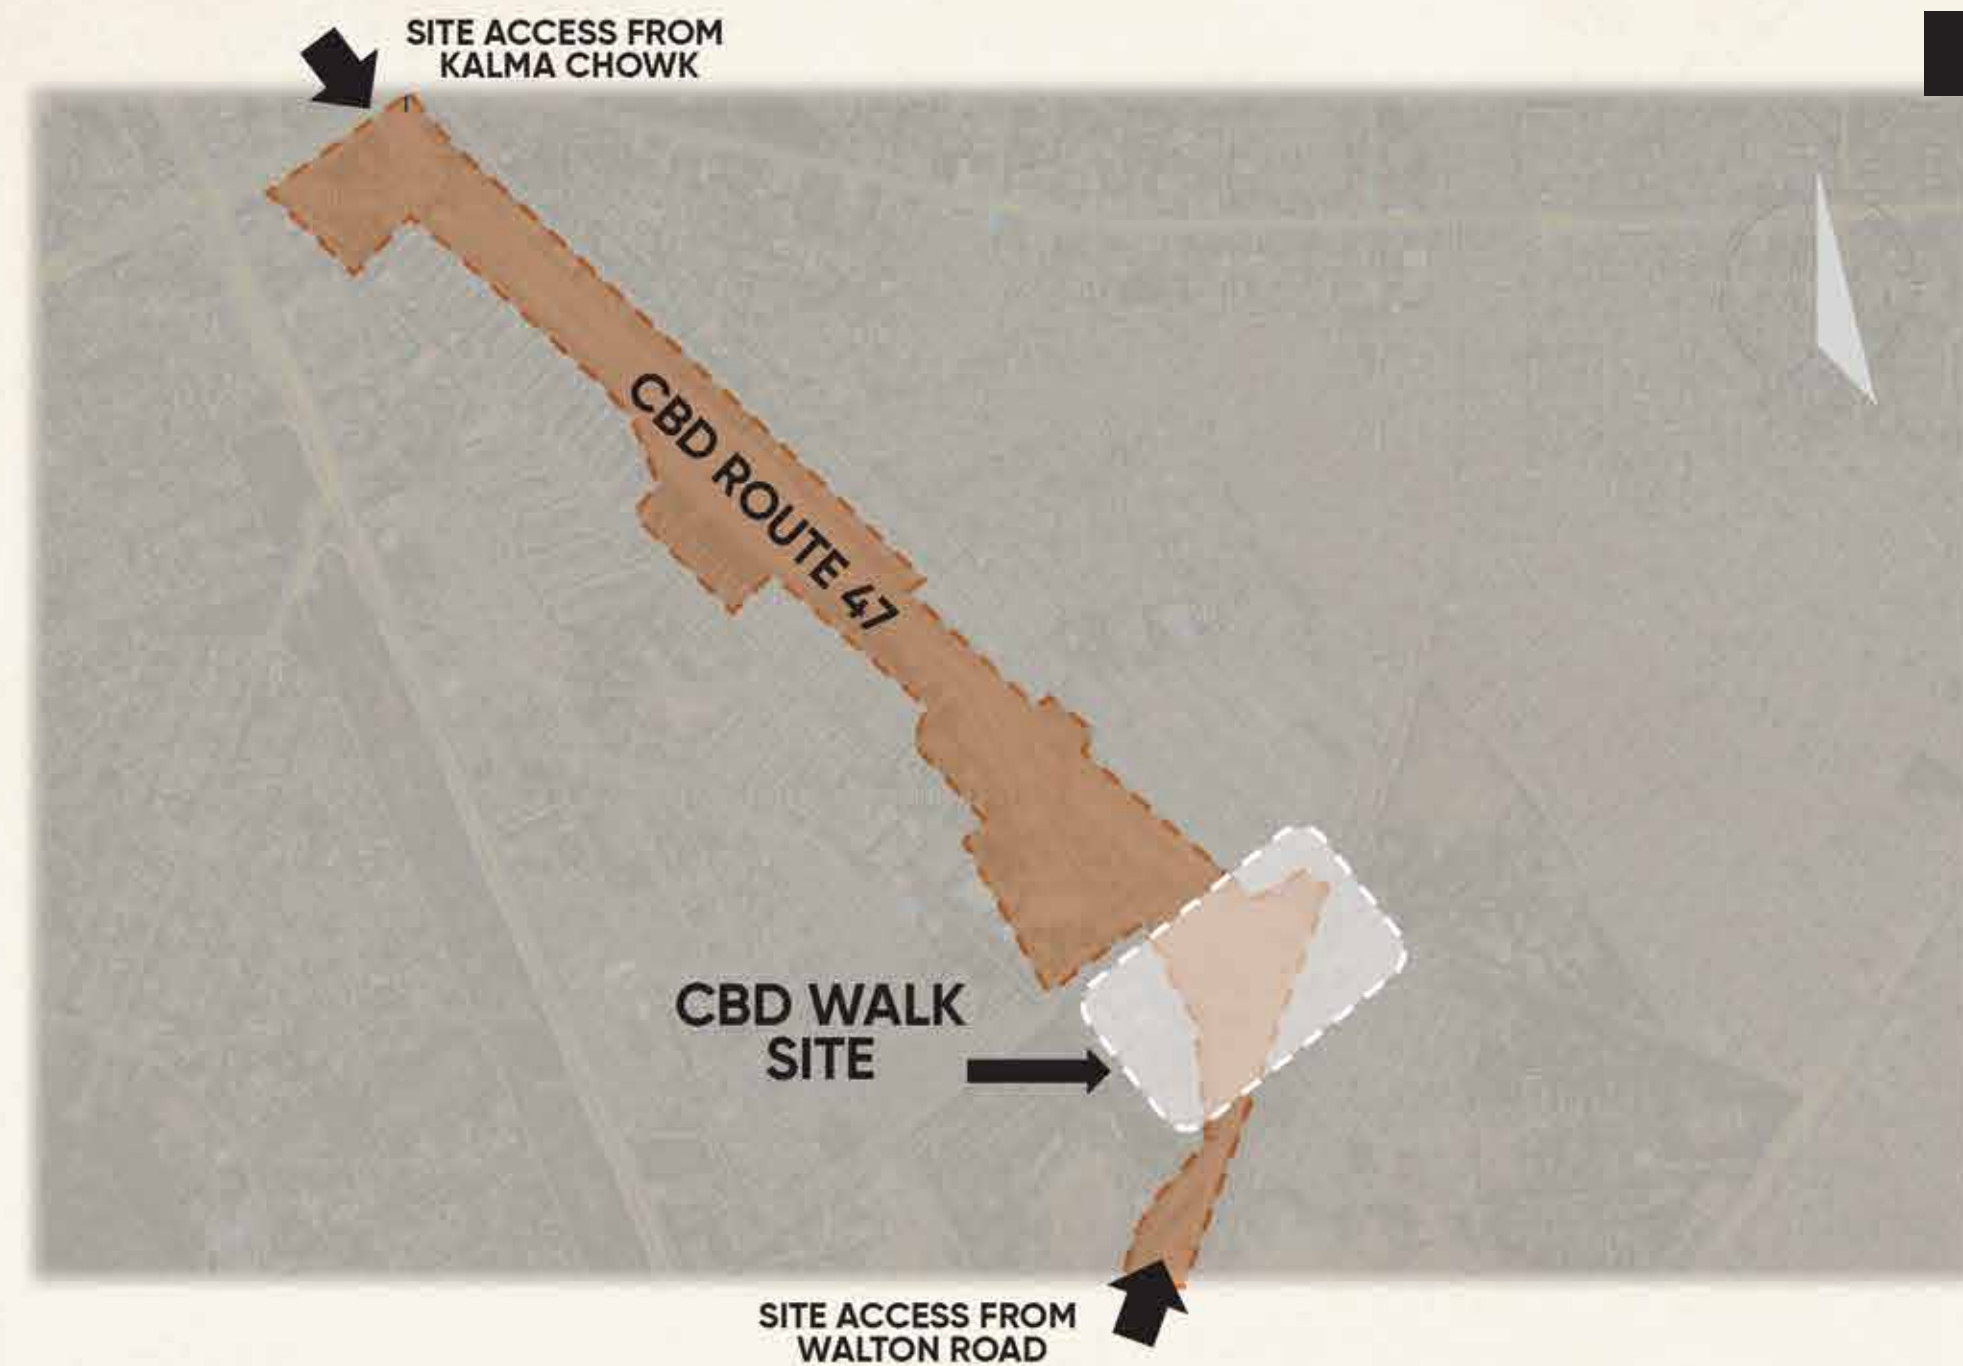 SITE ACCESS FROM
KALMA CHOWK
CBD ROUTE 47
CBD WALK
SITE
SITE ACCESS FROM
WALTON ROAD